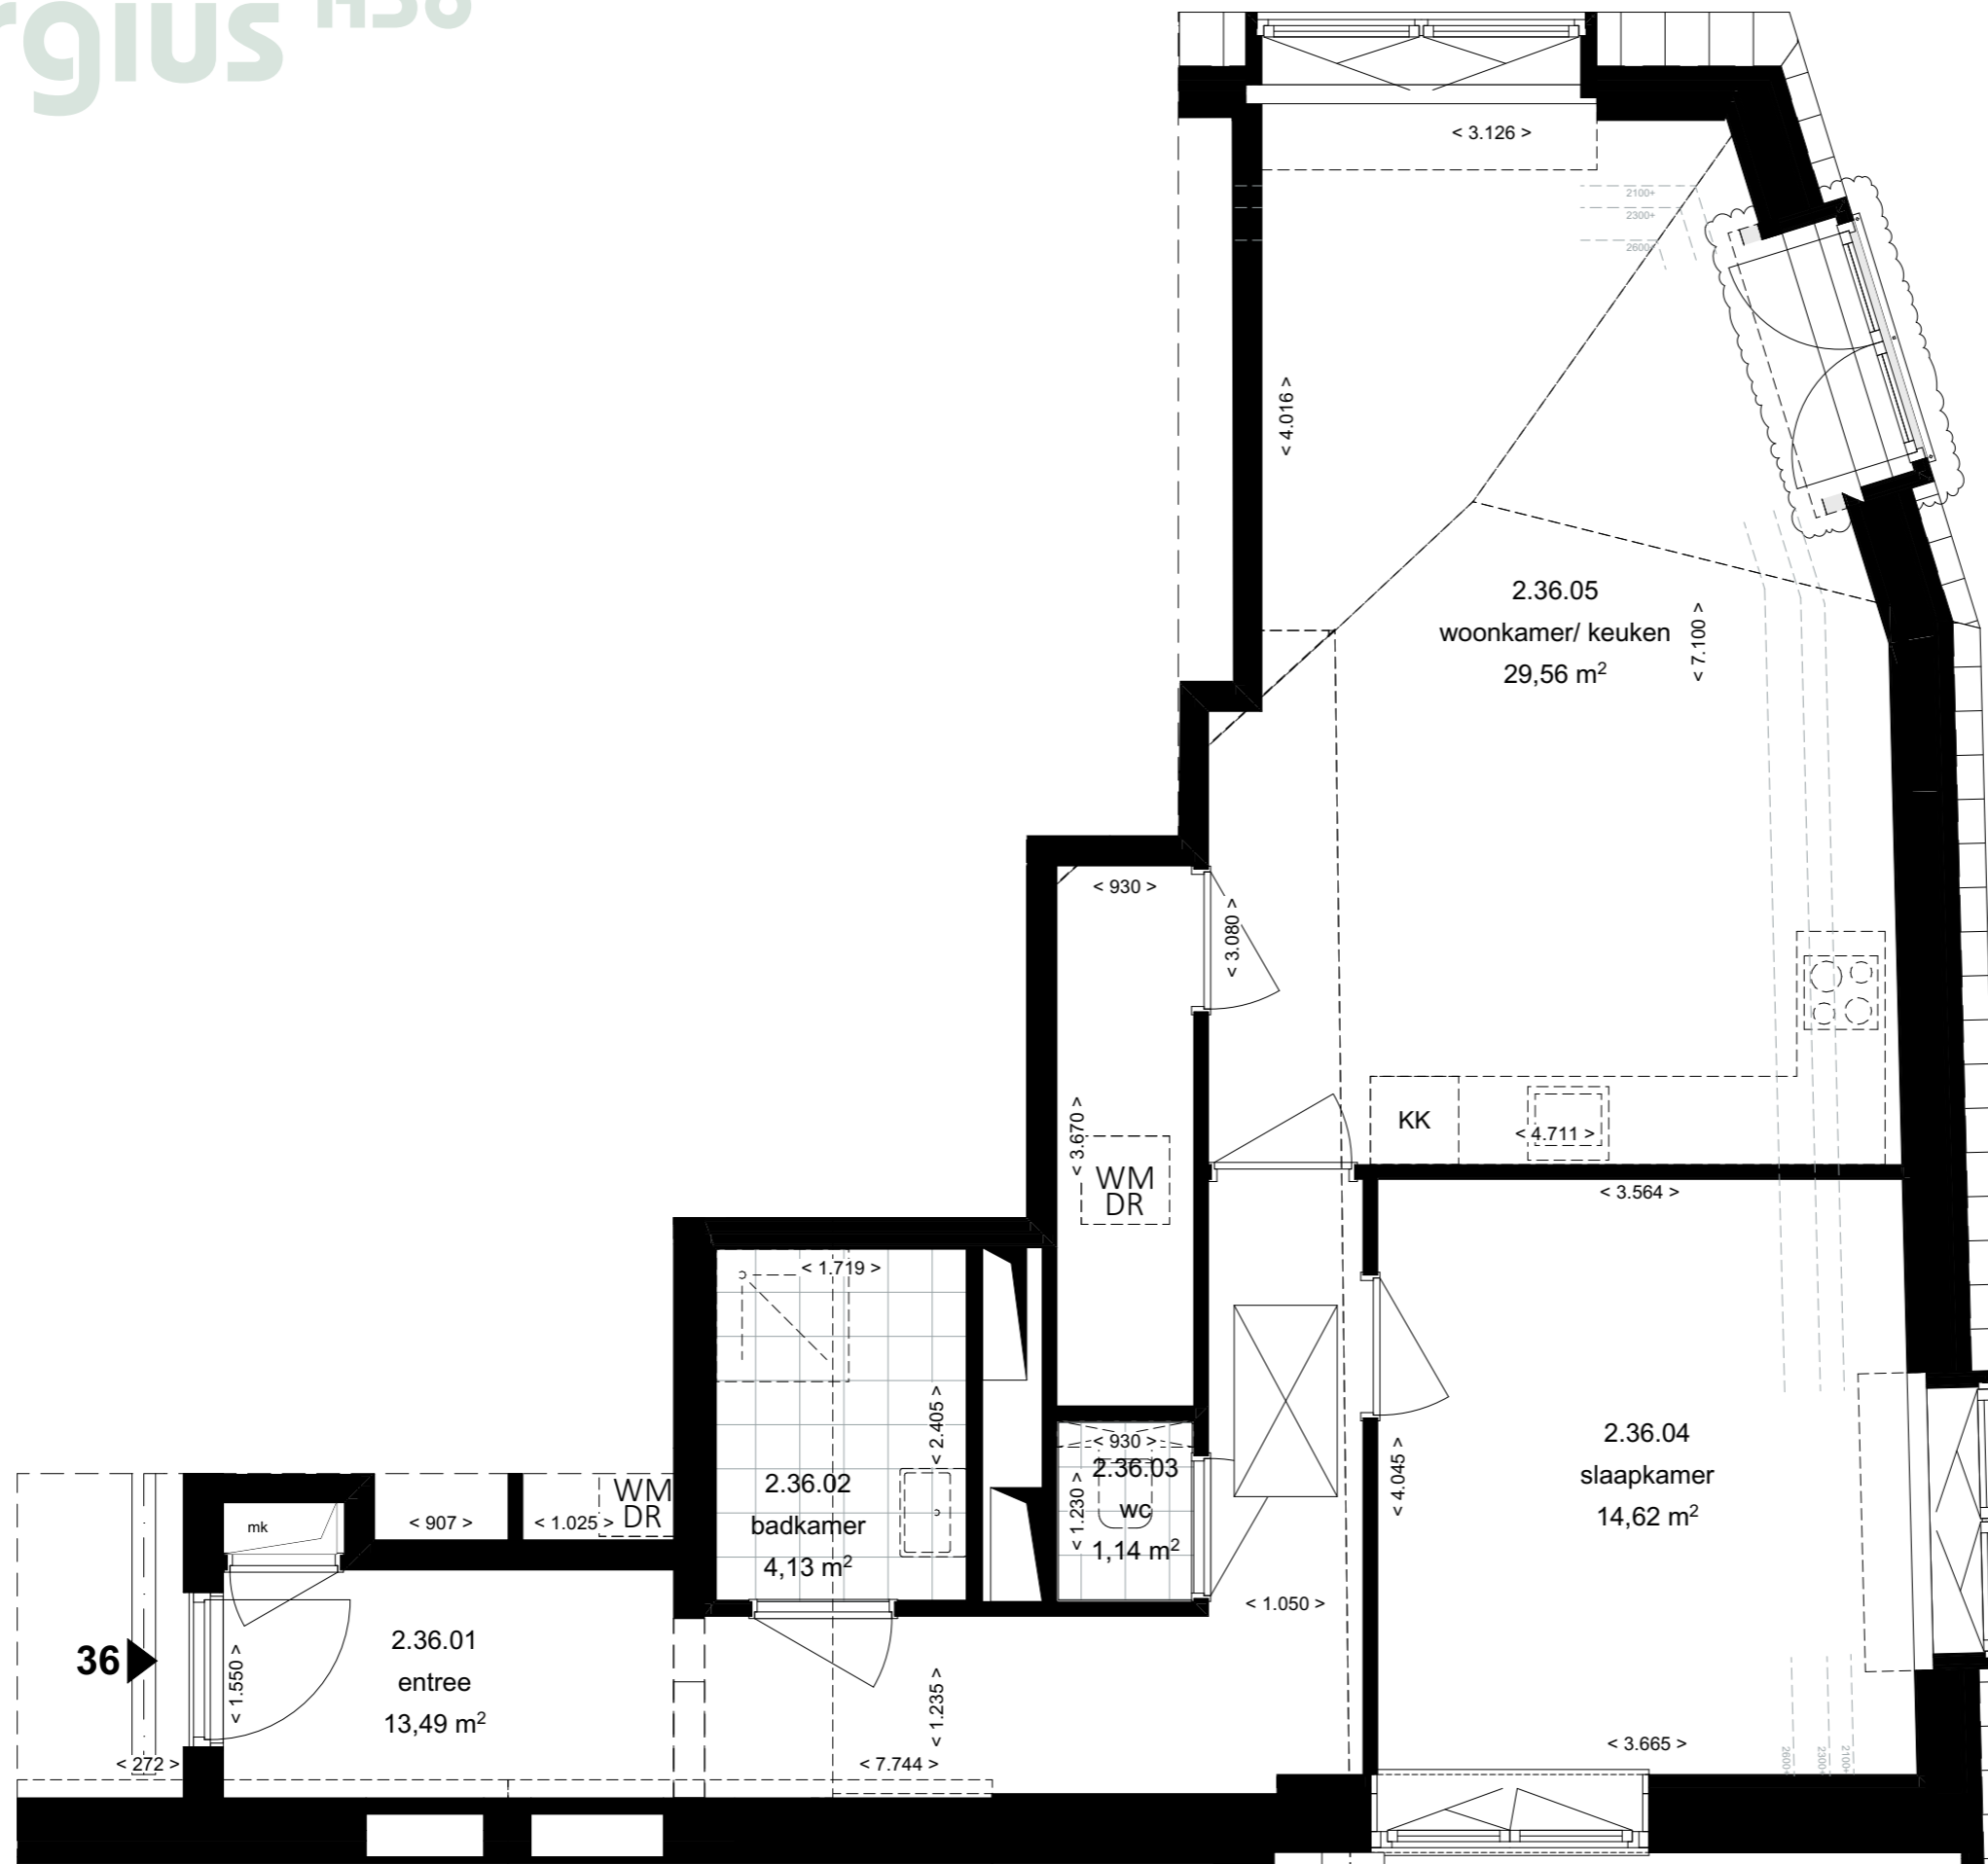 rgius
< 3.126 >
2100+
2300+
2600+
< 4.016 >
2.36.05
woonkamer/ keuken
29,56 m²
< 7.100 >
< 930 >
< 3.080 >
< 3.670 >
WM
DR
KK
< 4.711 >
< 3.564 >
< 1.719 >
< 2.405 >
2.36.02
badkamer
4,13 m²
< 930 >
2.36.03
wc
1,14 m²
< 1.230 >
2.36.04
slaapkamer
14,62 m²
< 4.045 >
mk
< 907 >
< 1.025 >
WM
DR
36
< 1.550 >
2.36.01
entree
13,49 m²
< 1.235 >
< 1.050 >
< 272 >
< 7.744 >
< 3.665 >
2600+
2300+
2100+